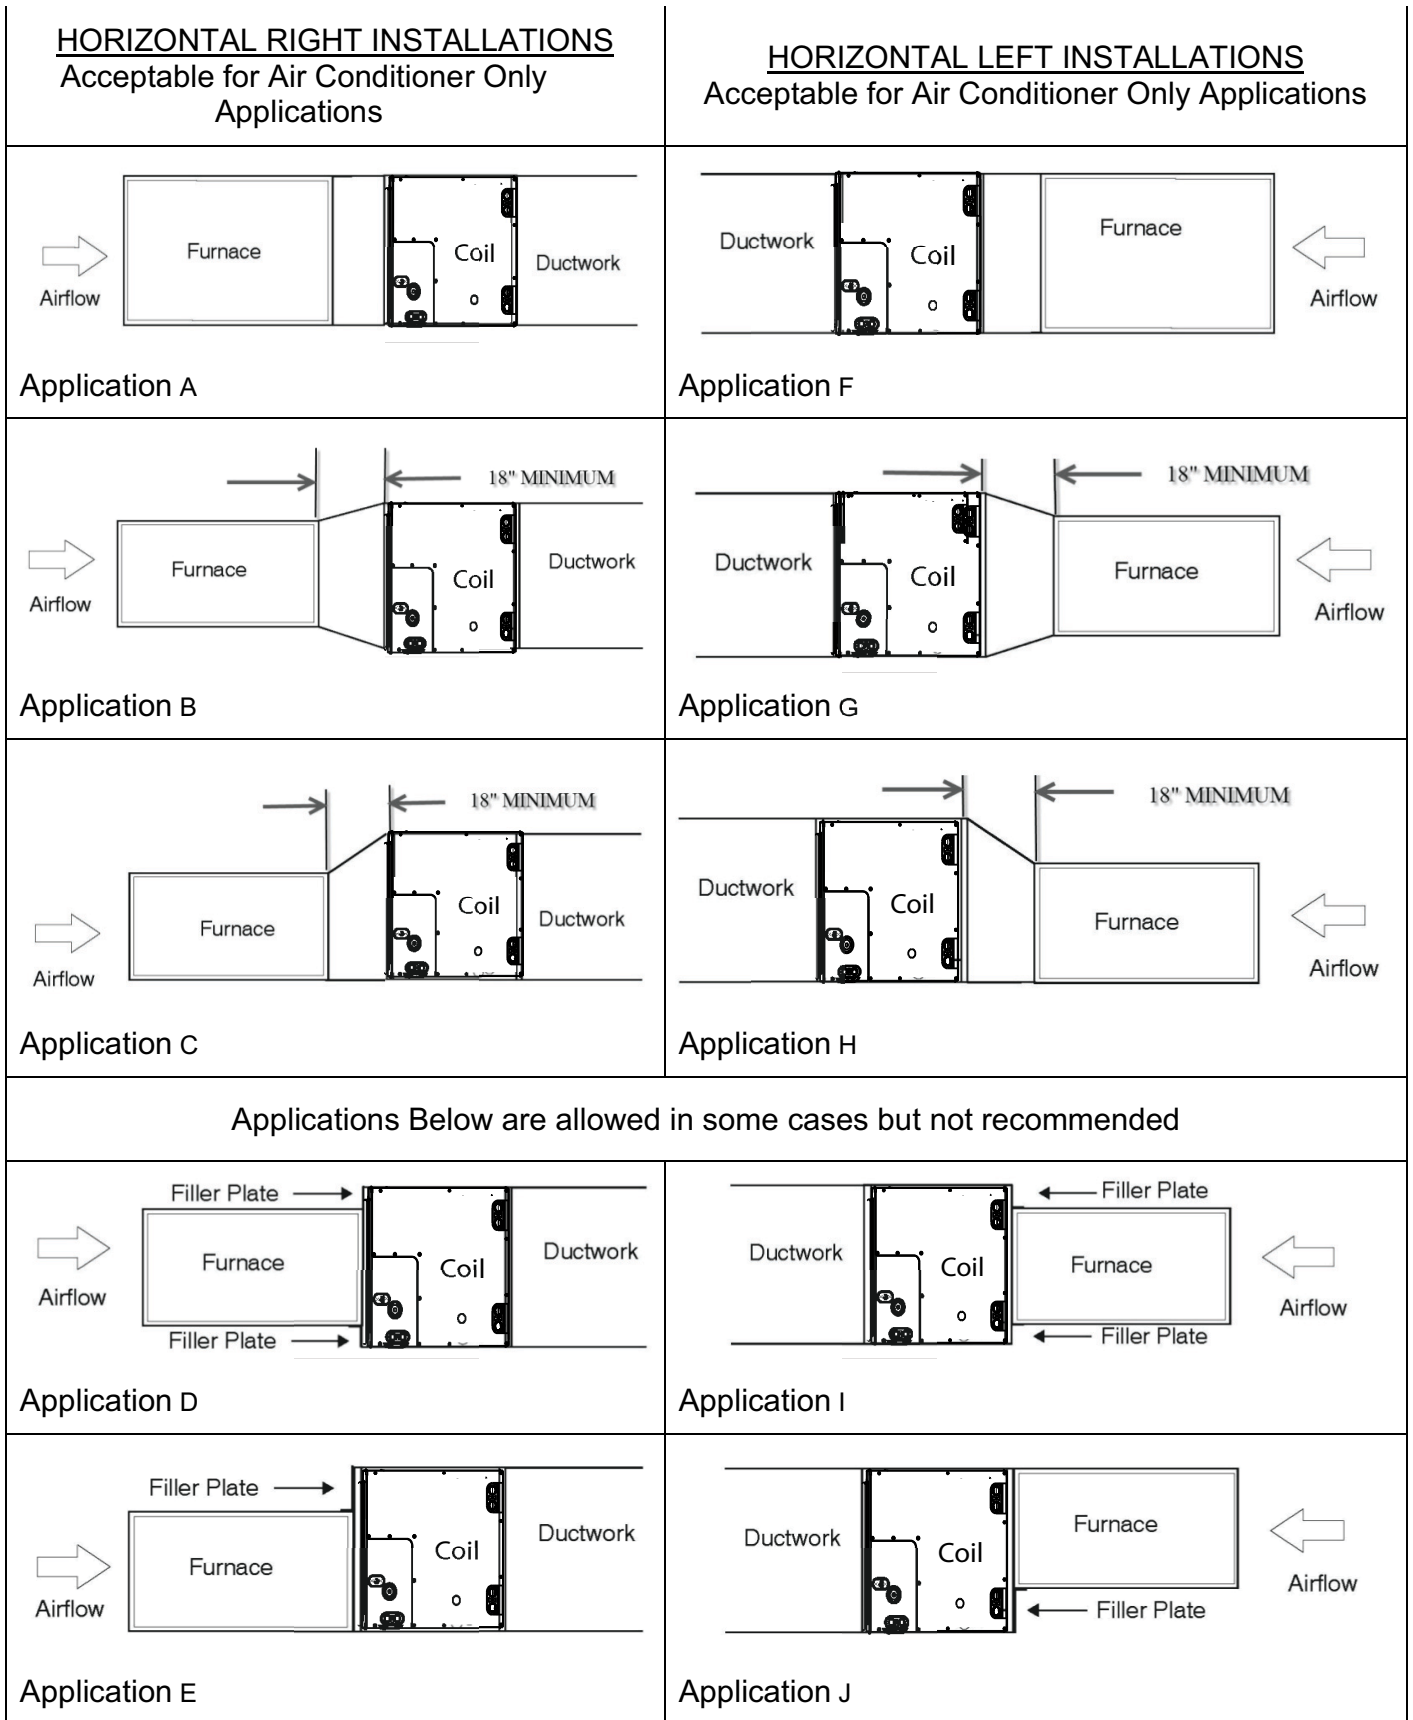 HORIZONTAL RIGHT INSTALLATIONS
Acceptable for Air Conditioner Only
Applications
HORIZONTAL LEFT INSTALLATIONS
Acceptable for Air Conditioner Only Applications
Furnace
Coil
Ductwork
Airflow
Application A
Ductwork
Coil
Furnace
Airflow
Application F
18" MINIMUM
Furnace
Coil
Ductwork
Airflow
Application B
18" MINIMUM
Ductwork
Coil
Furnace
Airflow
Application G
18" MINIMUM
Furnace
Coil
Ductwork
Airflow
Application C
18" MINIMUM
Ductwork
Coil
Furnace
Airflow
Application H
Applications Below are allowed in some cases but not recommended
Filler Plate
Furnace
Coil
Ductwork
Airflow
Filler Plate
Application D
Filler Plate
Ductwork
Coil
Furnace
Airflow
Filler Plate
Application I
Filler Plate
Furnace
Coil
Ductwork
Airflow
Application E
Ductwork
Coil
Furnace
Airflow
Filler Plate
Application J